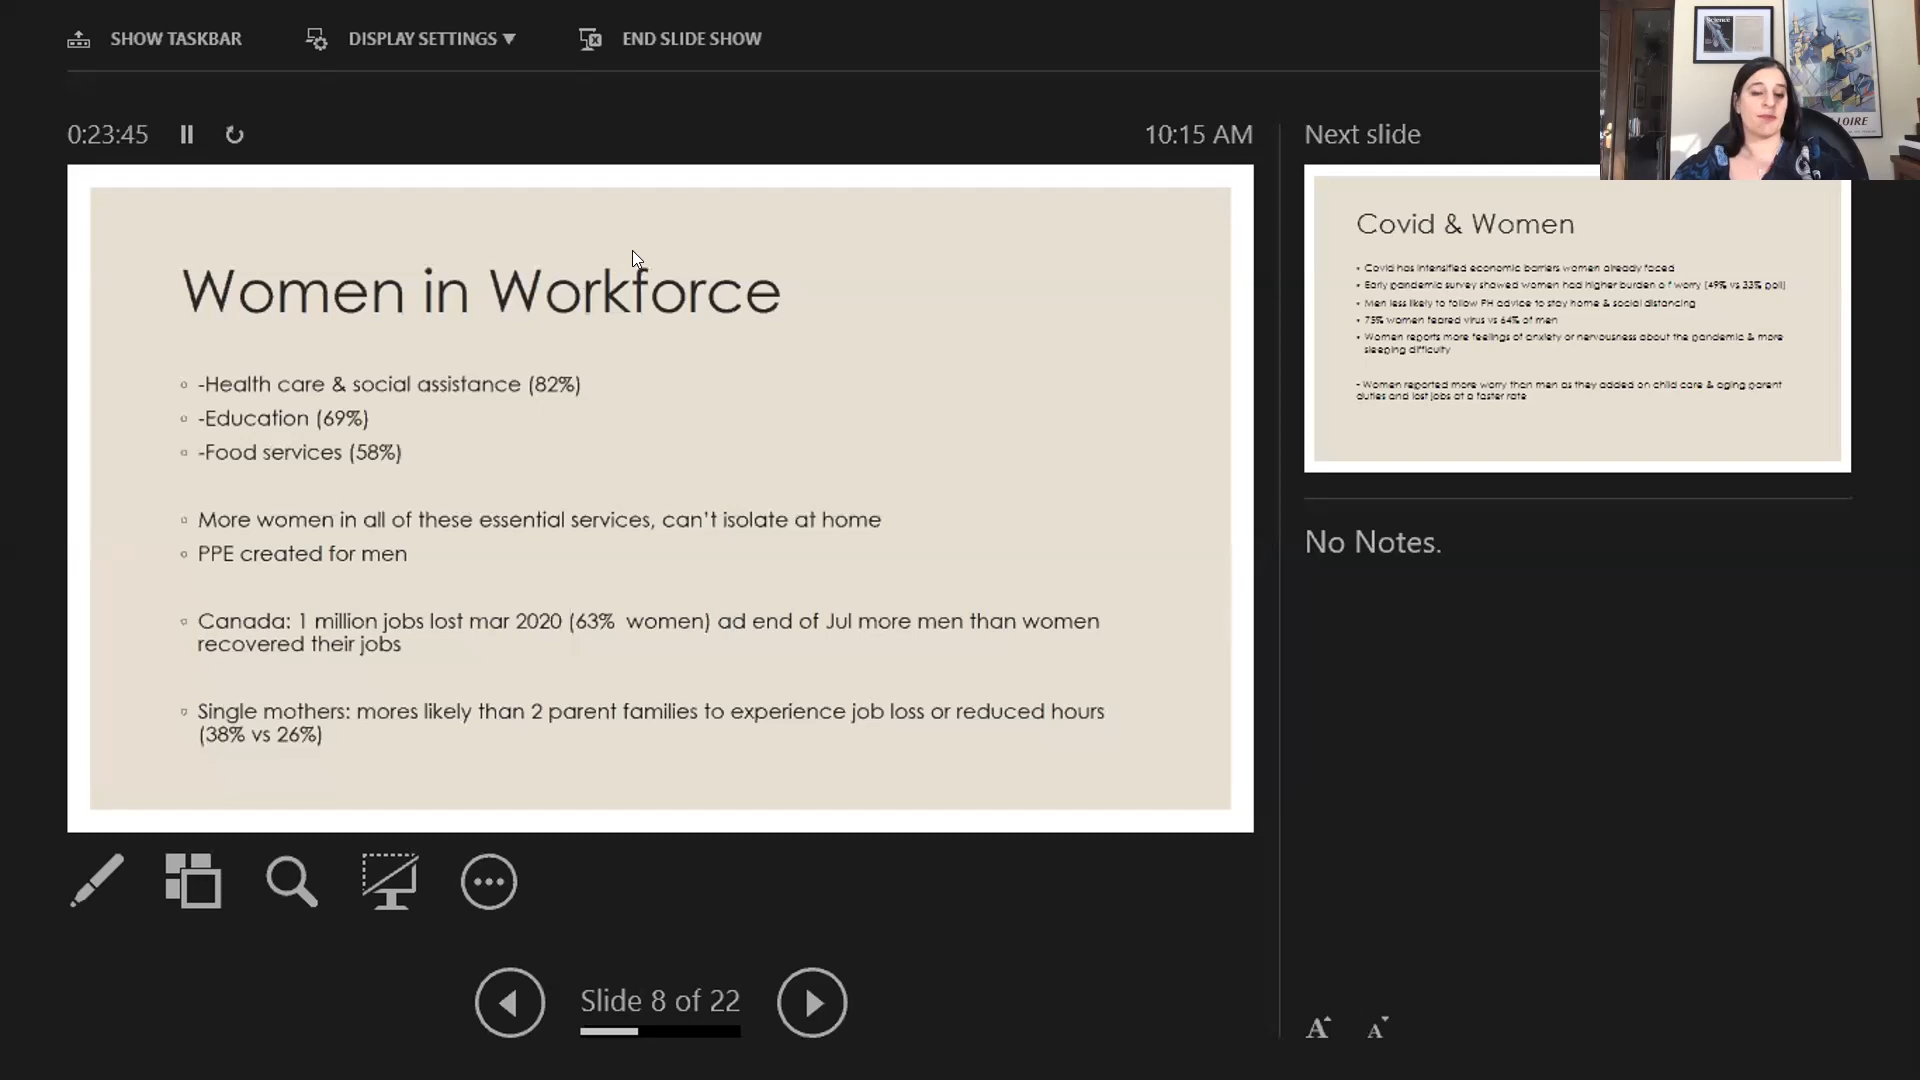 SHOW TASKBAR
DISPLAY SETTINGS
END SLIDE SHOW
0:23:45
10:15 AM
Next slide
Science
LOIRE
Women in Workforce
-Health care & social assistance (82%)
-Education (69%)
-Food services (58%)
More women in all of these essential services, can’t isolate at home
PPE created for men
Canada: 1 million jobs lost mar 2020 (63% women) ad end of Jul more men than women
recovered their jobs
Single mothers: mores likely than 2 parent families to experience job loss or reduced hours
(38% vs 26%)
Covid & Women
Covid has intensified economic barriers women already faced
Early pandemic survey showed women had higher burden of worry (49% vs 33% poll)
Men less likely to follow PH advice to stay home & social distancing
75% women feared virus vs 64% of men
Women reports more feelings of anxiety or nervousness about the pandemic & more
sleeping difficulty
- Women reported more worry than men as they added on child care & aging parent
duties and lost jobs at a faster rate
No Notes.
Slide 8 of 22
A A